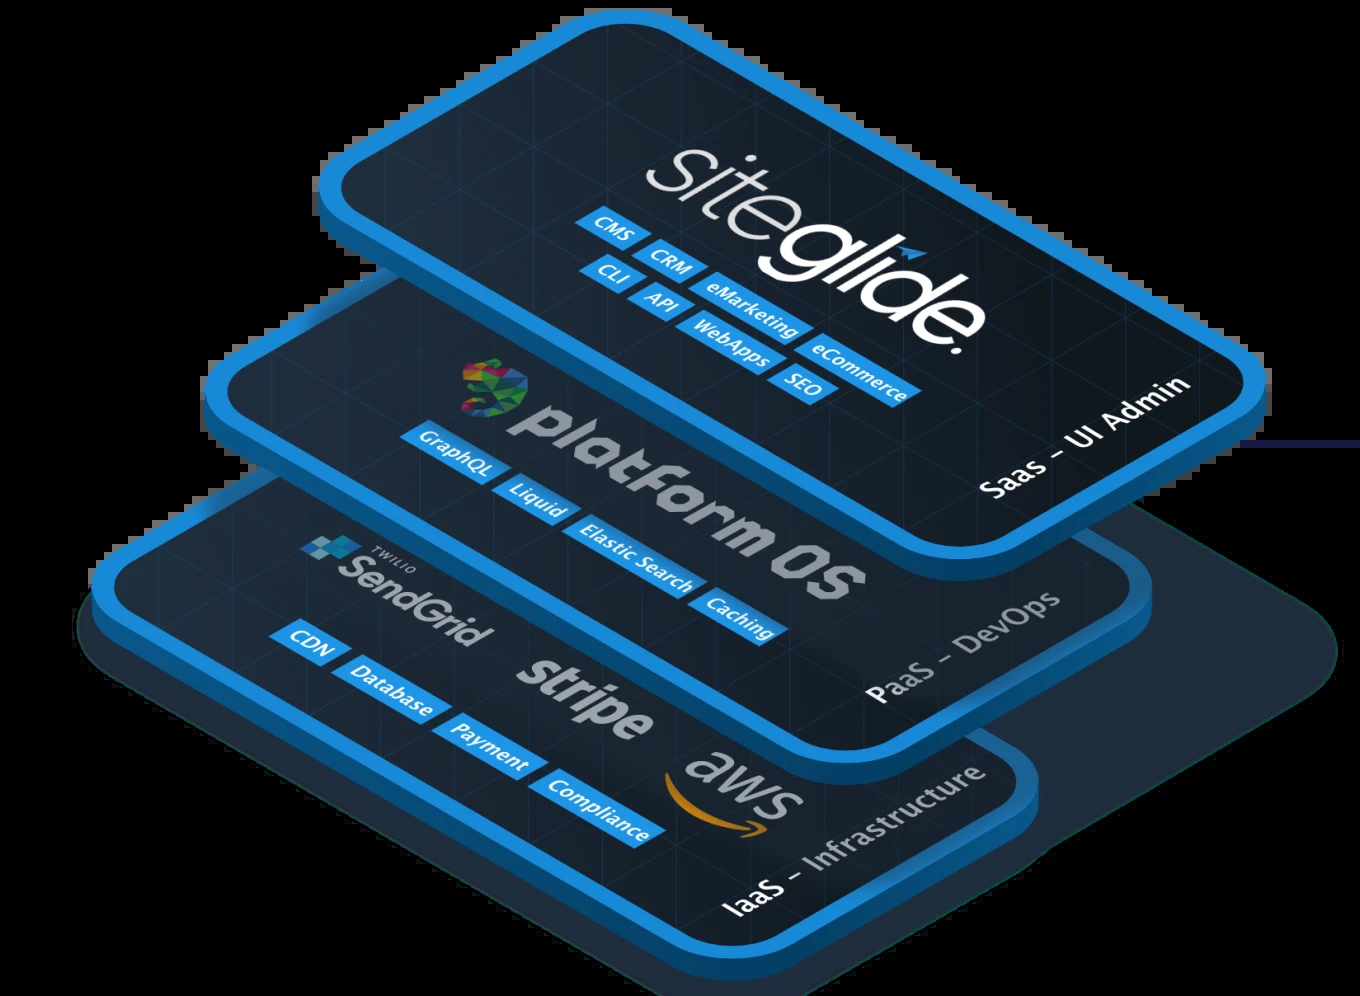 siteglide.
CMS CRM eMarketing eCommerce
CLI API WebApps SEO
Saas – UI Admin
platform OS
GraphQL Liquid Elastic Search Caching
PaaS – DevOps
TWILIO
SendGrid
stripe
aws
CDN Database Payment Compliance
IaaS – Infrastructure